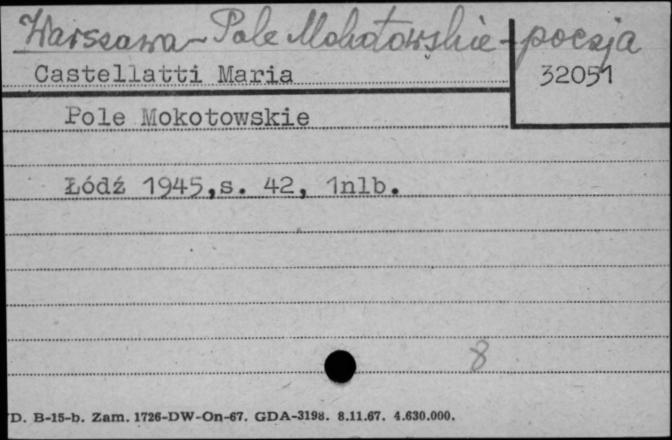 Warszawa - Pole Mokotowskie - poezja
Castellatti Maria
32051
Pole Mokotowskie
Łódź 1945,s. 42, 1nlb.
8
D. B-15-b. Zam. 1726-DW-On-67. GDA-3198. 8.11.67. 4.630.000.